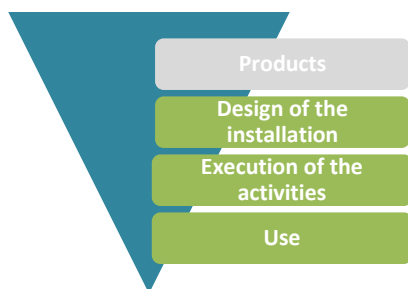 Products
Design of the
installation
Execution of the
activities
Use